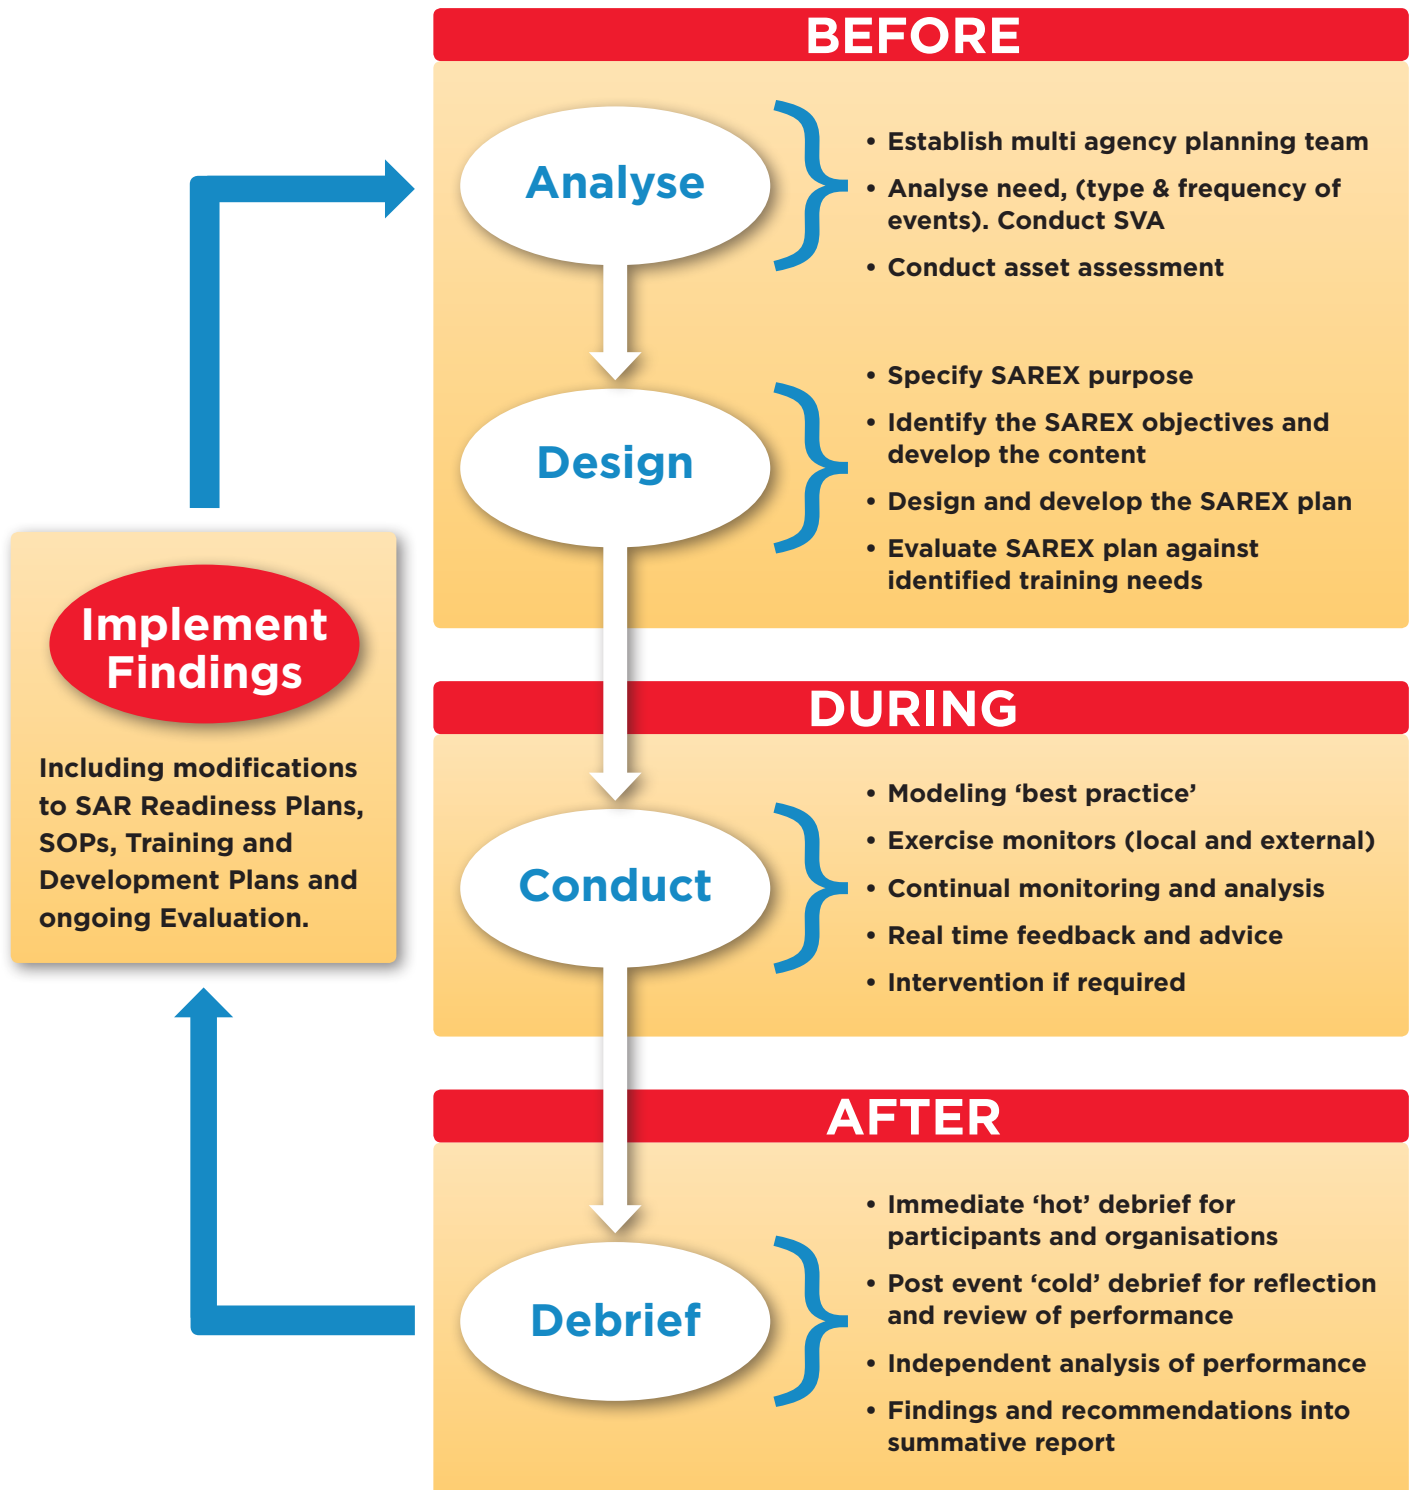 BEFORE
Analyse
• Establish multi agency planning team
• Analyse need, (type & frequency of
events). Conduct SVA
• Conduct asset assessment
Design
• Specify SAREX purpose
• Identify the SAREX objectives and
develop the content
• Design and develop the SAREX plan
• Evaluate SAREX plan against
identified training needs
DURING
Conduct
• Modeling ‘best practice’
• Exercise monitors (local and external)
• Continual monitoring and analysis
• Real time feedback and advice
• Intervention if required
AFTER
Debrief
• Immediate ‘hot’ debrief for
participants and organisations
• Post event ‘cold’ debrief for reflection
and review of performance
• Independent analysis of performance
• Findings and recommendations into
summative report
Implement
Findings
Including modifications
to SAR Readiness Plans,
SOPs, Training and
Development Plans and
ongoing Evaluation.